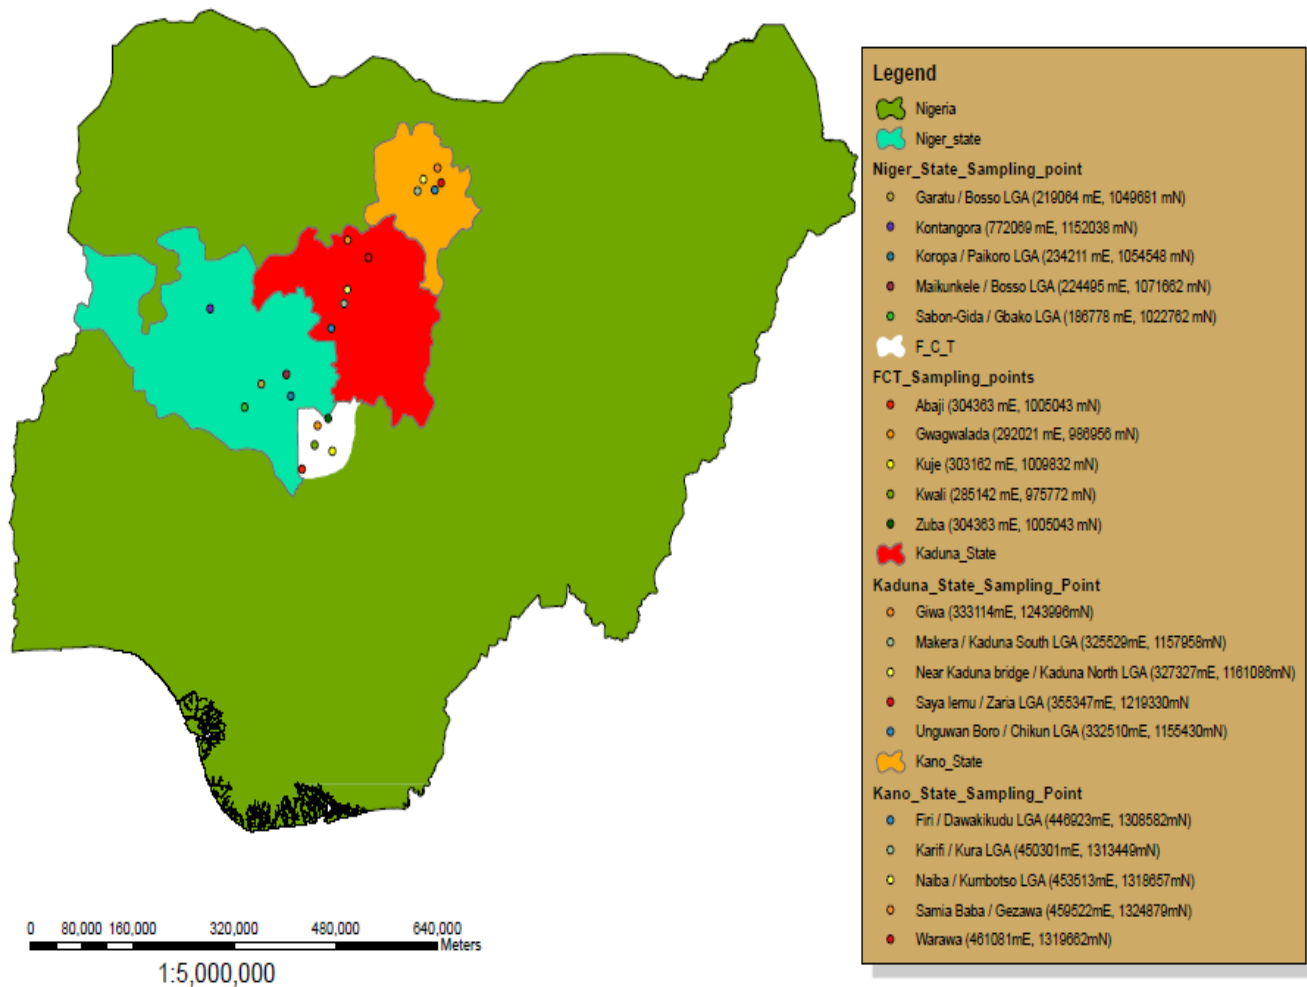 Legend
Nigeria
Niger_state
Niger_State_Sampling_point
Garatu / Bosso LGA (219064 mE, 1049681 mN)
Kontangora (772069 mE, 1152038 mN)
Koropa / Paikoro LGA (234211 mE, 1054548 mN)
Maikunkele / Bosso LGA (224495 mE, 1071662 mN)
Sabon-Gida / Gbako LGA (186778 mE, 1022762 mN)
F_C_T
FCT_Sampling_points
Abaji (304363 mE, 1005043 mN)
Gwagwalada (292021 mE, 986956 mN)
Kuje (303162 mE, 1009832 mN)
Kwali (285142 mE, 975772 mN)
Zuba (304363 mE, 1005043 mN)
Kaduna_State
Kaduna_State_Sampling_Point
Giwa (333114mE, 1243996mN)
Makera / Kaduna South LGA (325529mE, 1157958mN)
Near Kaduna bridge / Kaduna North LGA (327327mE, 1161086mN)
Saya lemu / Zaria LGA (355347mE, 1219330mN
Unguwan Boro / Chikun LGA (332510mE, 1155430mN)
Kano_State
Kano_State_Sampling_Point
Firi / Dawakikudu LGA (446923mE, 1308582mN)
Karifi / Kura LGA (450301mE, 1313449mN)
Naiba / Kumbotso LGA (453513mE, 1318657mN)
Samia Baba / Gezawa (459522mE, 1324879mN)
Warawa (461081mE, 1319662mN)
0 80,000 160,000 320,000 480,000 640,000
Meters
1:5,000,000